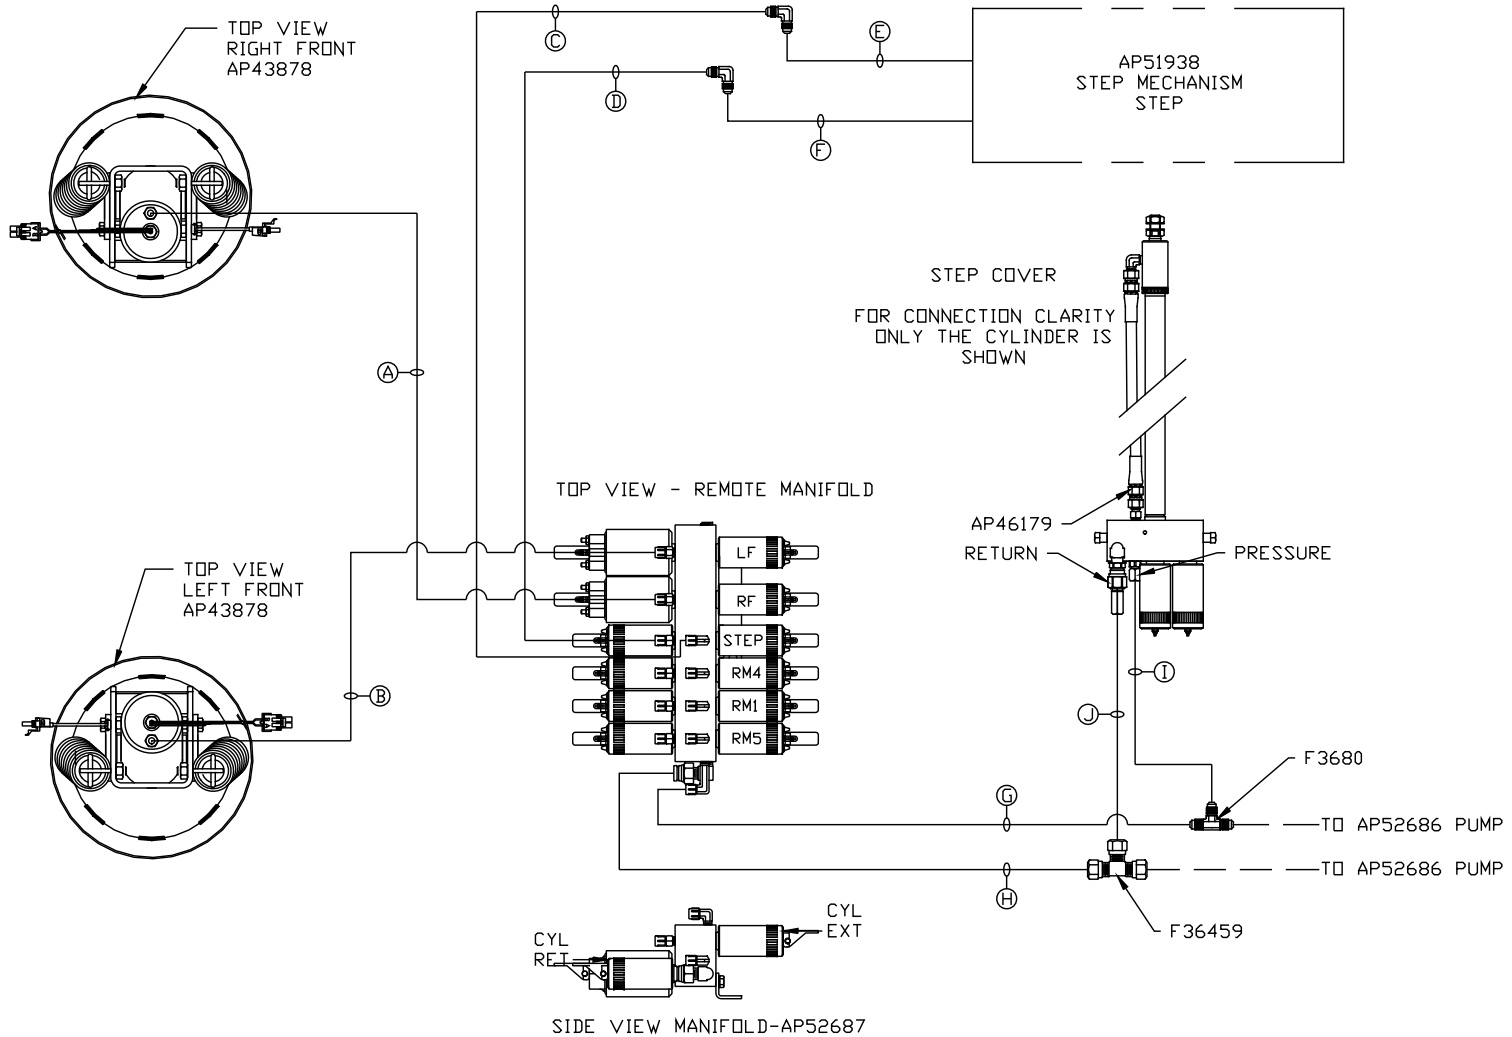 TOP VIEW
RIGHT FRONT
AP43878
C
E
D
F
AP51938
STEP MECHANISM
STEP
STEP COVER
FOR CONNECTION CLARITY
ONLY THE CYLINDER IS
SHOWN
A
TOP VIEW - REMOTE MANIFOLD
AP46179
RETURN
PRESSURE
TOP VIEW
LEFT FRONT
AP43878
LF
RF
STEP
RM4
RM1
RM5
B
I
J
F3680
G
TO AP52686 PUMP
TO AP52686 PUMP
H
F36459
CYL
EXT
CYL
RET
SIDE VIEW MANIFOLD-AP52687